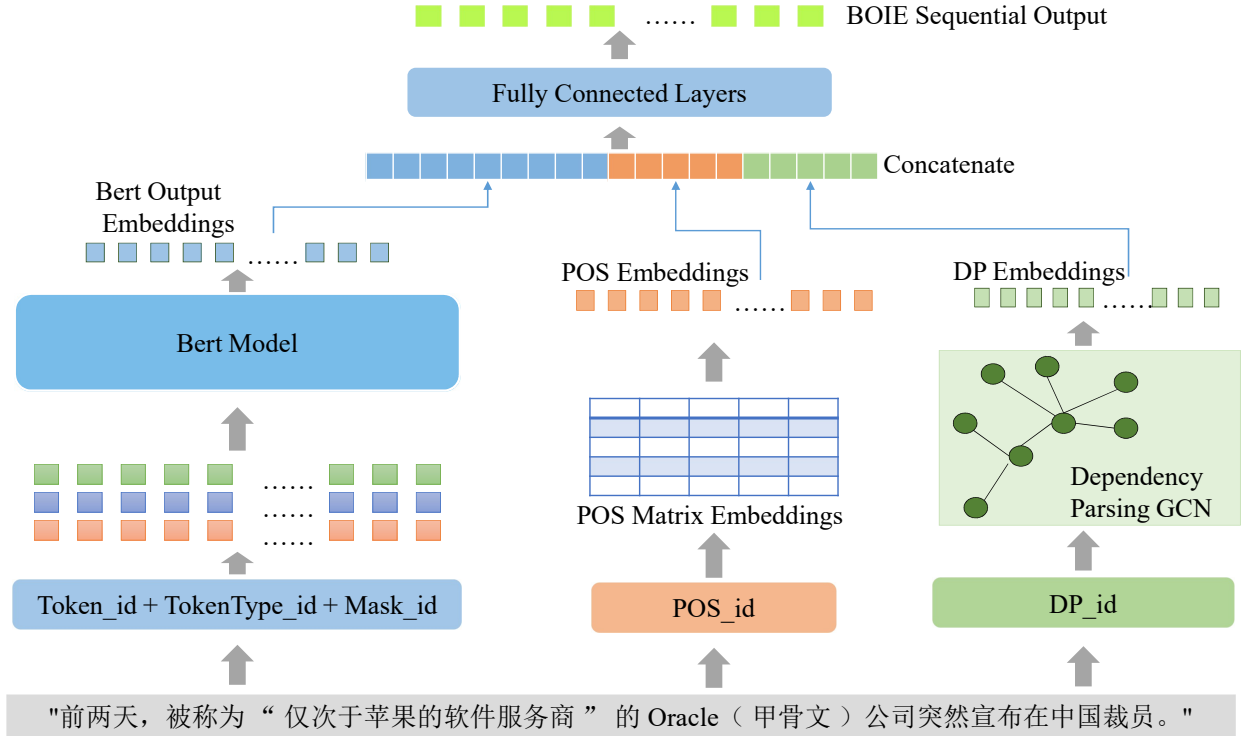 BOIE Sequential Output
......
Fully Connected Layers
Concatenate
Bert Output
Embeddings
......
POS Embeddings
......
DP Embeddings
......
Bert Model
......
......
......
POS Matrix Embeddings
Dependency
Parsing GCN
Token_id + TokenType_id + Mask_id
POS_id
DP_id
"前两天，被称为 “ 仅次于苹果的软件服务商 ” 的 Oracle（ 甲骨文 ）公司突然宣布在中国裁员。"